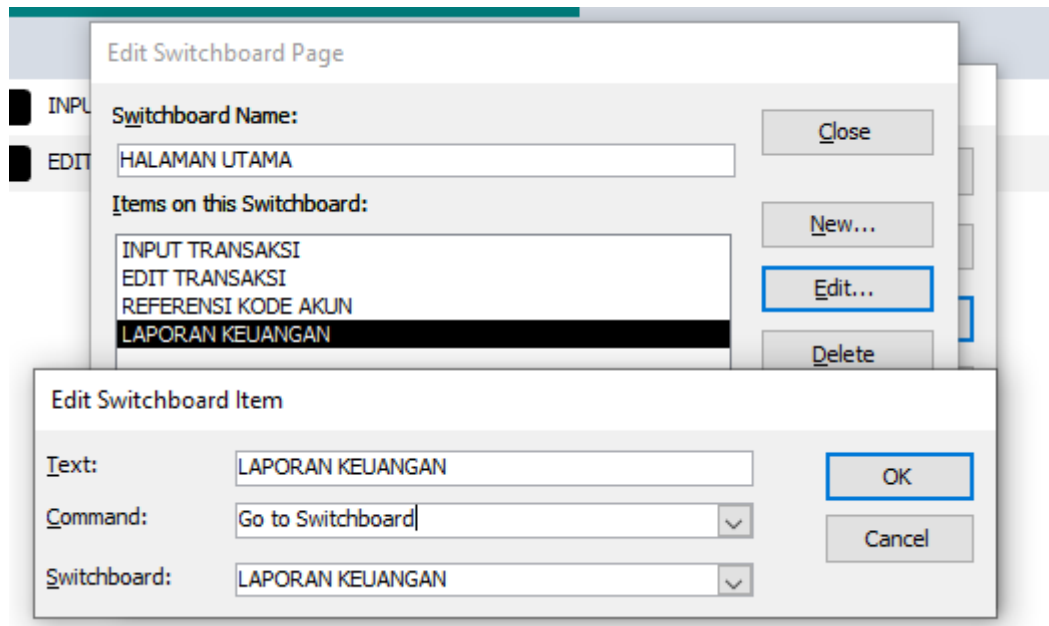 Edit Switchboard Page
INPU
Switchboard Name:
Close
EDIT
HALAMAN UTAMA
Items on this Switchboard:
New...
INPUT TRANSAKSI
EDIT TRANSAKSI
Edit...
REFERENSI KODE AKUN
LAPORAN KEUANGAN
Delete
Edit Switchboard Item
Text:
LAPORAN KEUANGAN
OK
Command:
Go to Switchboard
Cancel
Switchboard:
LAPORAN KEUANGAN